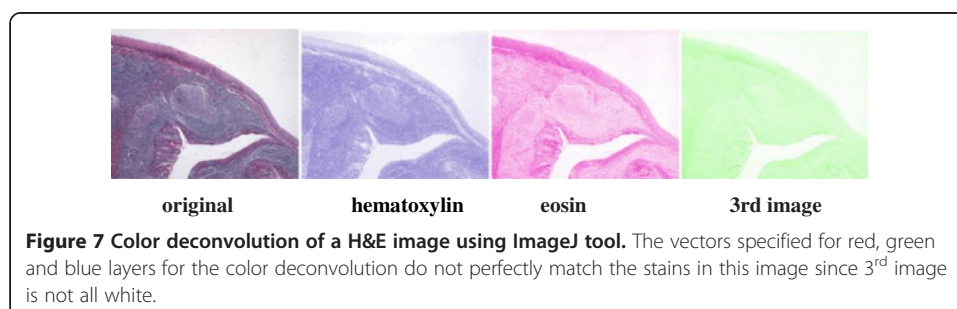 original hematoxylin eosin 3rd image
Figure 7 Color deconvolution of a H&E image using ImageJ tool. The vectors specified for red, green
and blue layers for the color deconvolution do not perfectly match the stains in this image since 3rd image
is not all white.